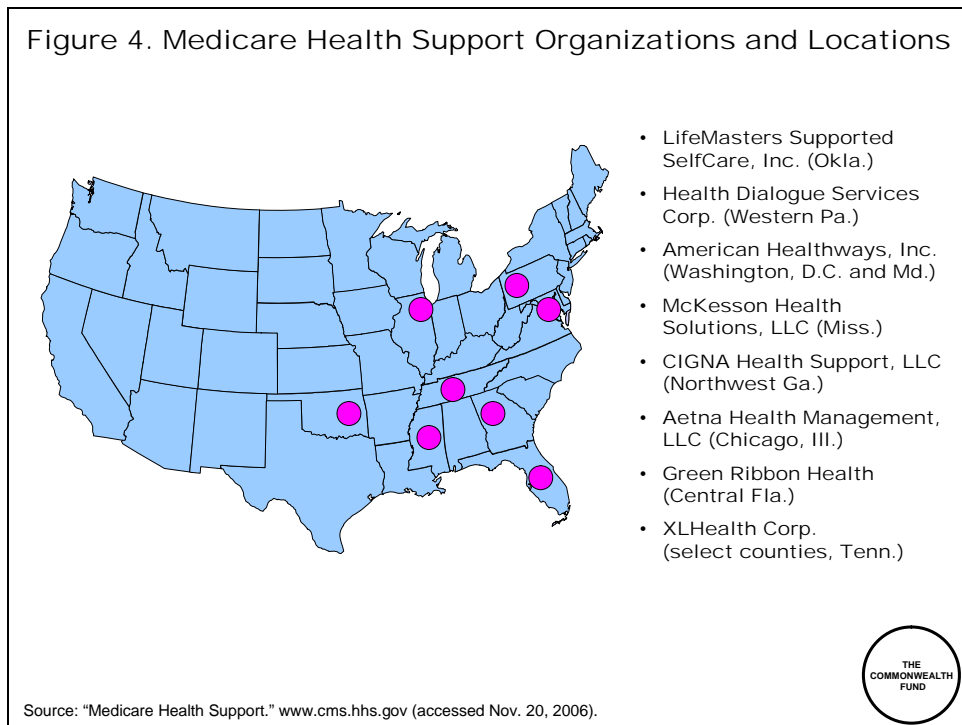 Figure 4. Medicare Health Support Organizations and Locations
• LifeMasters Supported
SelfCare, Inc. (Okla.)
• Health Dialogue Services
Corp. (Western Pa.)
• American Healthways, Inc.
(Washington, D.C. and Md.)
• McKesson Health
Solutions, LLC (Miss.)
• CIGNA Health Support, LLC
(Northwest Ga.)
• Aetna Health Management,
LLC (Chicago, Ill.)
• Green Ribbon Health
(Central Fla.)
• XLHealth Corp.
(select counties, Tenn.)
THE
COMMONWEALTH
FUND
Source: “Medicare Health Support.” www.cms.hhs.gov (accessed Nov. 20, 2006).